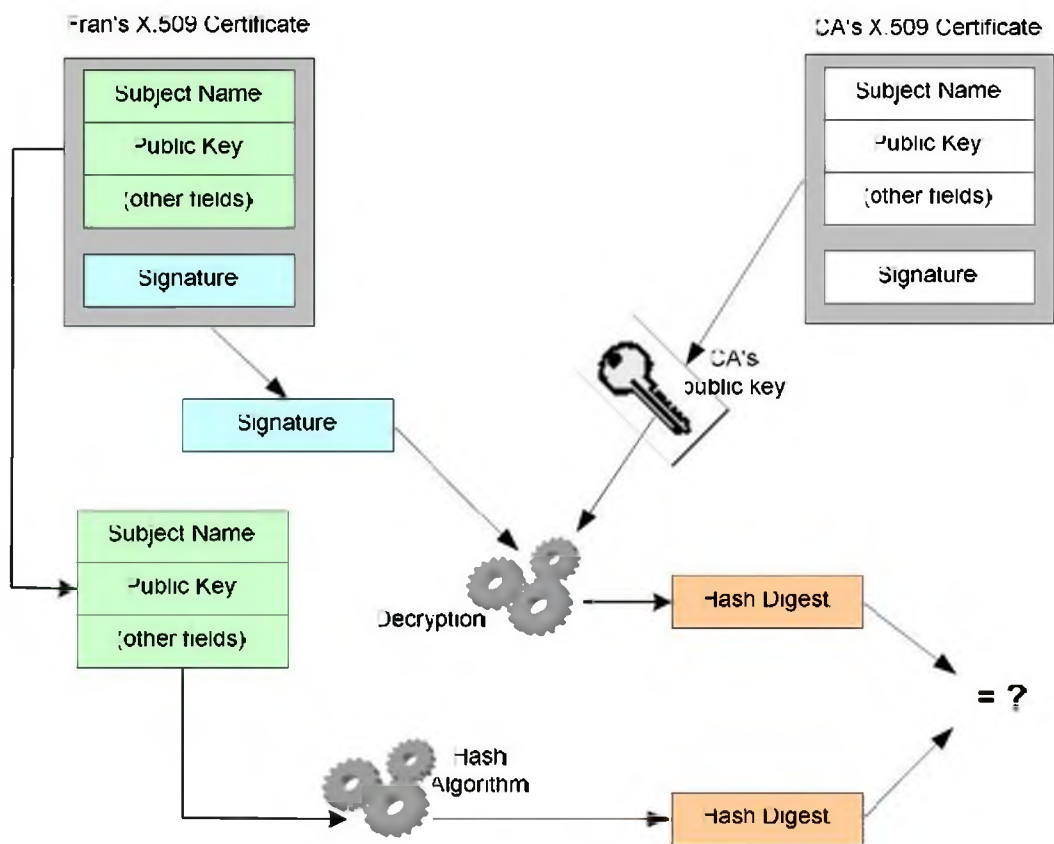 Fran's X.509 Certificate
CA's X.509 Certificate
Subject Name
Public Key
(other fields)
Signature
Subject Name
Public Key
(other fields)
Signature
CA's
public key
Signature
Subject Name
Public Key
(other fields)
Decryption
Hash Digest
= ?
Hash
Algorithm
Hash Digest